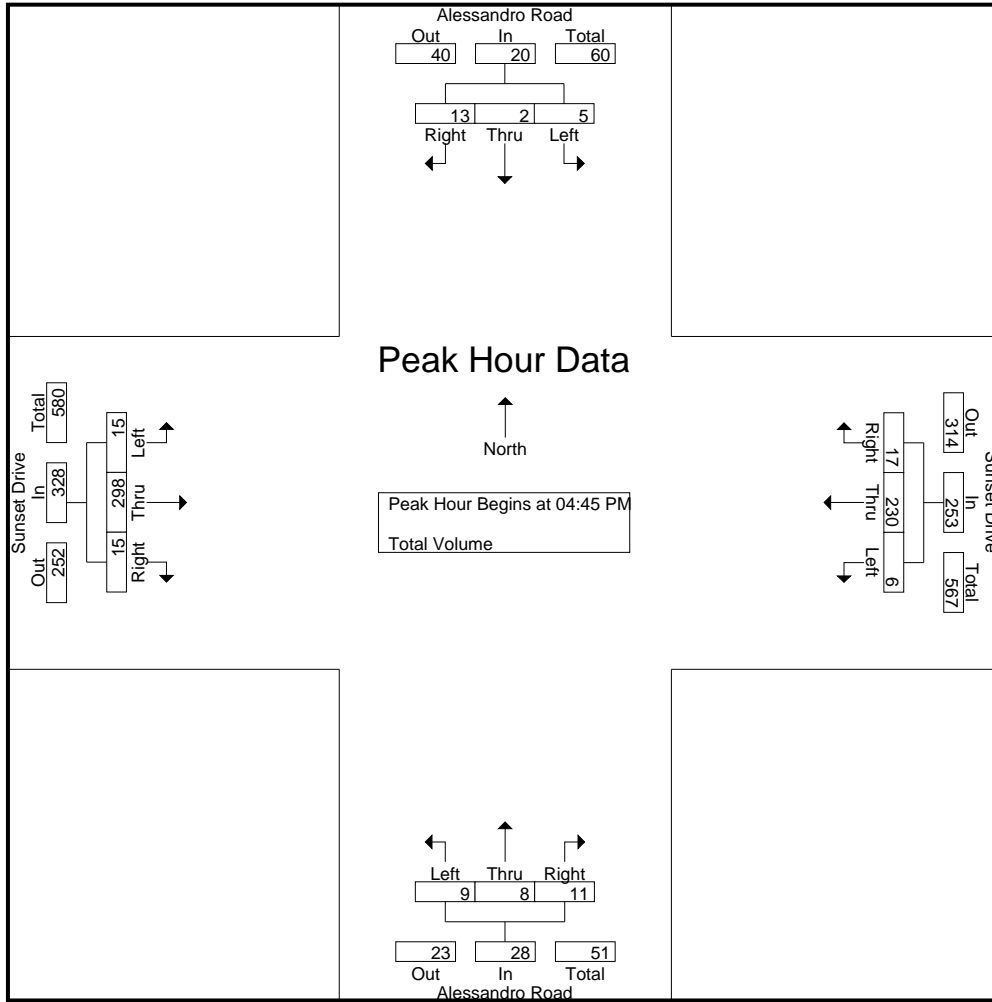 Alessandro Road
Out In Total
40 20 60
13 2 5
Right Thru Left
Peak Hour Data
North
Peak Hour Begins at 04:45 PM
Total Volume
Sunset Drive
Total In Out
580 328 252
15 298 15
Left Thru Right
Sunset Drive
Out In Total
314 253 567
17 230 6
Right Thru Left
Left Thru Right
9 8 11
23 28 51
Out In Total
Alessandro Road